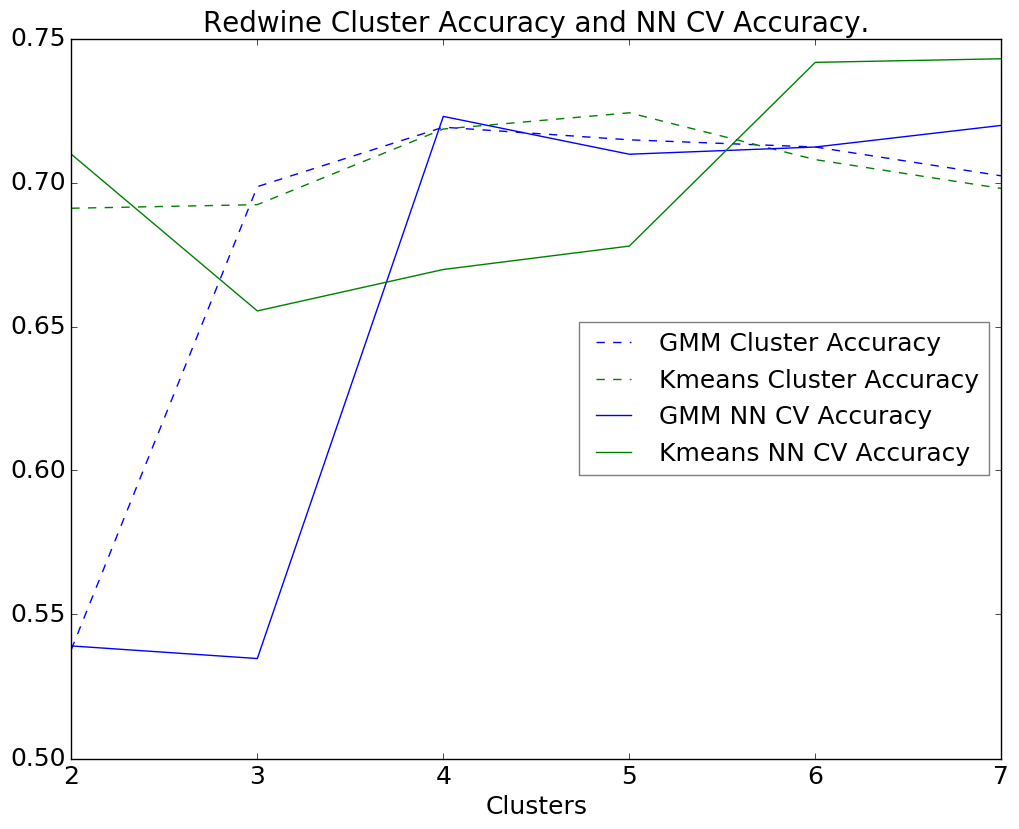 Redwine Cluster Accuracy and NN CV Accuracy.
0.75
0.70
0.65
0.60
0.55
0.50
GMM Cluster Accuracy
Kmeans Cluster Accuracy
GMM NN CV Accuracy
Kmeans NN CV Accuracy
2 3 4 5 6 7
Clusters